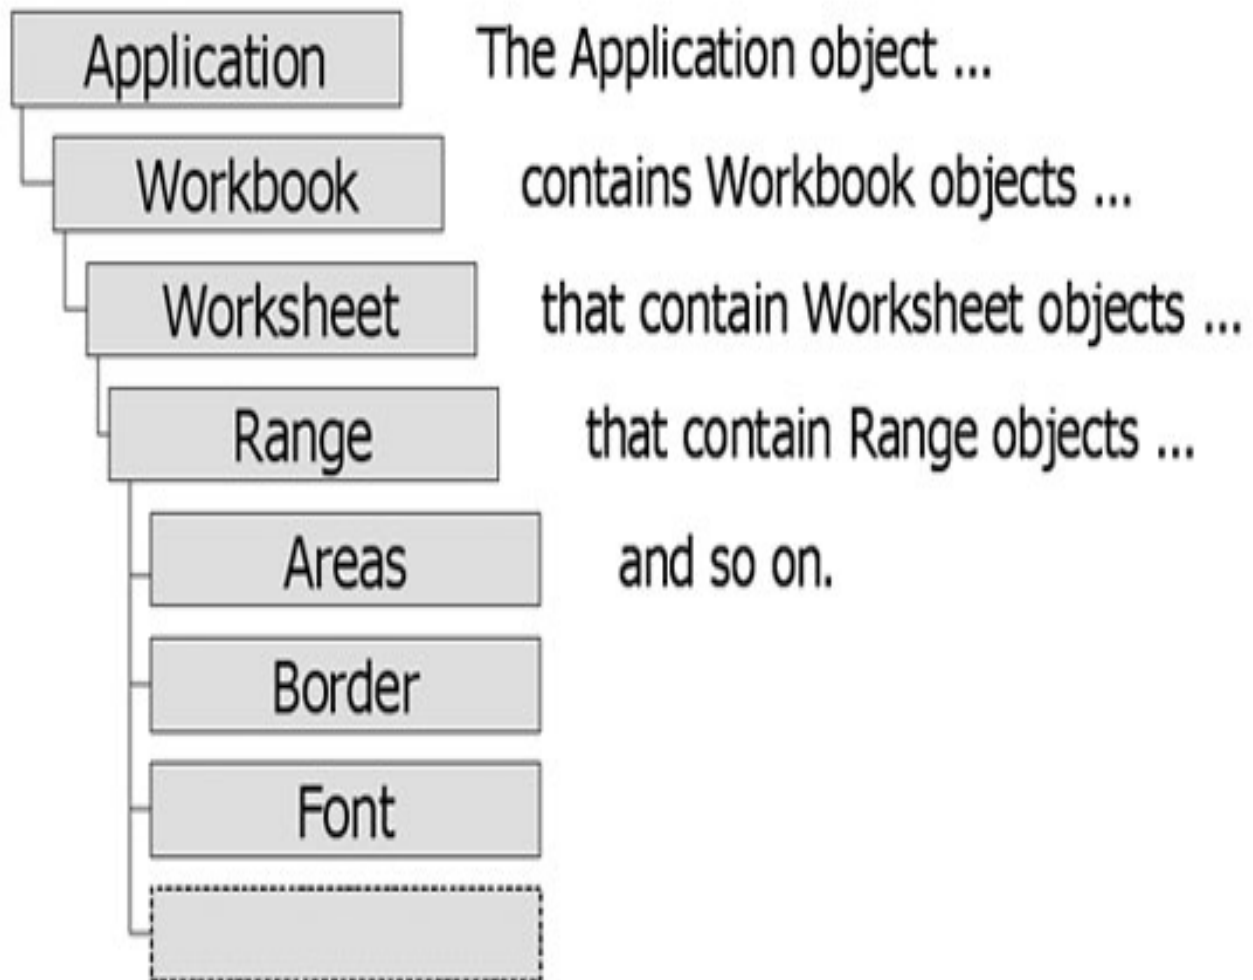 Application
The Application object ...
Workbook
contains Workbook objects ...
Worksheet
that contain Worksheet objects ...
Range
that contain Range objects ...
Areas
and so on.
Border
Font